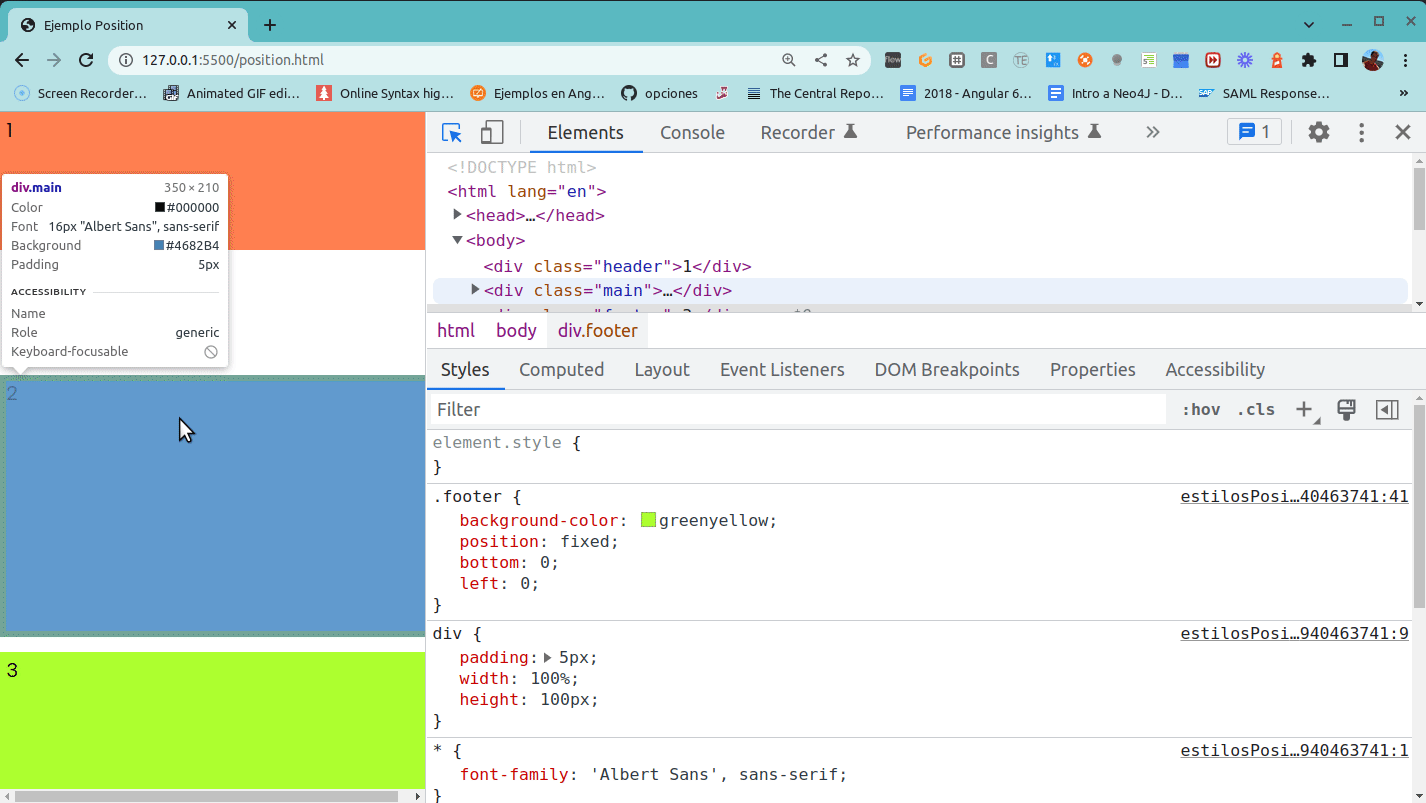 Ejemplo Position
127.0.0.1:5500/position.html
Screen Recorder…
Animated GIF edi…
Online Syntax hig…
Ejemplos en Ang…
opciones
The Central Repo…
2018 - Angular 6…
Intro a Neo4J - D…
SAML Response…
1
div.main 350 × 210
Color #000000
Font 16px "Albert Sans", sans-serif
Background #4682B4
Padding 5px
ACCESSIBILITY
Name
Role generic
Keyboard-focusable
2
3
Elements Console Recorder Performance insights 1
<!DOCTYPE html>
<html lang="en">
<head>…</head>
<body>
<div class="header">1</div>
<div class="main">…</div>
html body div.footer
Styles Computed Layout Event Listeners DOM Breakpoints Properties Accessibility
Filter :hov .cls
element.style {
}
.footer { estilosPosi…40463741:41
background-color: greenyellow;
position: fixed;
bottom: 0;
left: 0;
}
div { estilosPosi…940463741:9
padding: 5px;
width: 100%;
height: 100px;
}
* { estilosPosi…940463741:1
font-family: 'Albert Sans', sans-serif;
}